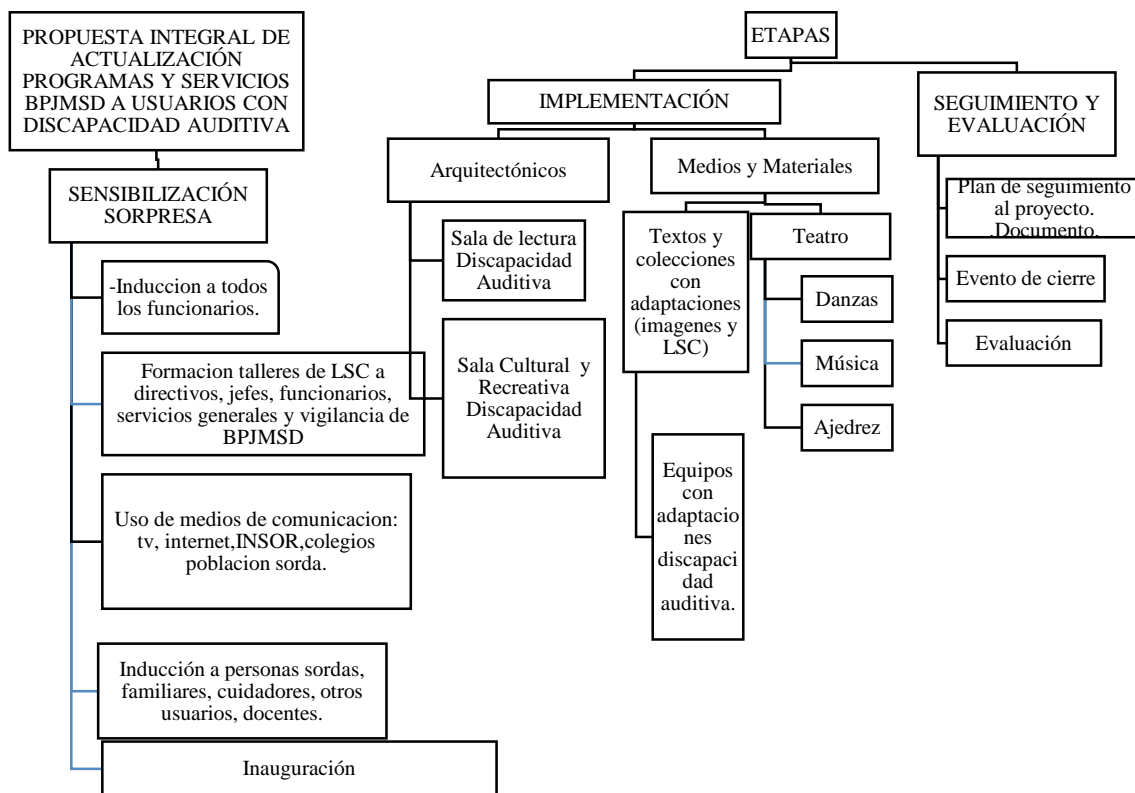 PROPUESTA INTEGRAL DE
ACTUALIZACIÓN
PROGRAMAS Y SERVICIOS
BPJMSD A USUARIOS CON
DISCAPACIDAD AUDITIVA
SENSIBILIZACIÓN
SORPRESA
-Induccion a todos
los funcionarios.
Formacion talleres de LSC a
directivos, jefes, funcionarios,
servicios generales y vigilancia de
BPJMSD
Uso de medios de comunicacion:
tv, internet,INSOR,colegios
poblacion sorda.
Inducción a personas sordas,
familiares, cuidadores, otros
usuarios, docentes.
Inauguración
ETAPAS
IMPLEMENTACIÓN
Arquitectónicos
Sala de lectura
Discapacidad
Auditiva
Sala Cultural y
Recreativa
Discapacidad
Auditiva
Medios y Materiales
Textos y
colecciones
con
adaptaciones
(imagenes y
LSC)
Equipos
con
adaptacio
nes
discapaci
dad
auditiva.
Teatro
Danzas
Música
Ajedrez
SEGUIMIENTO Y
EVALUACIÓN
Plan de seguimiento
al proyecto.
.Documento.
Evento de cierre
Evaluación